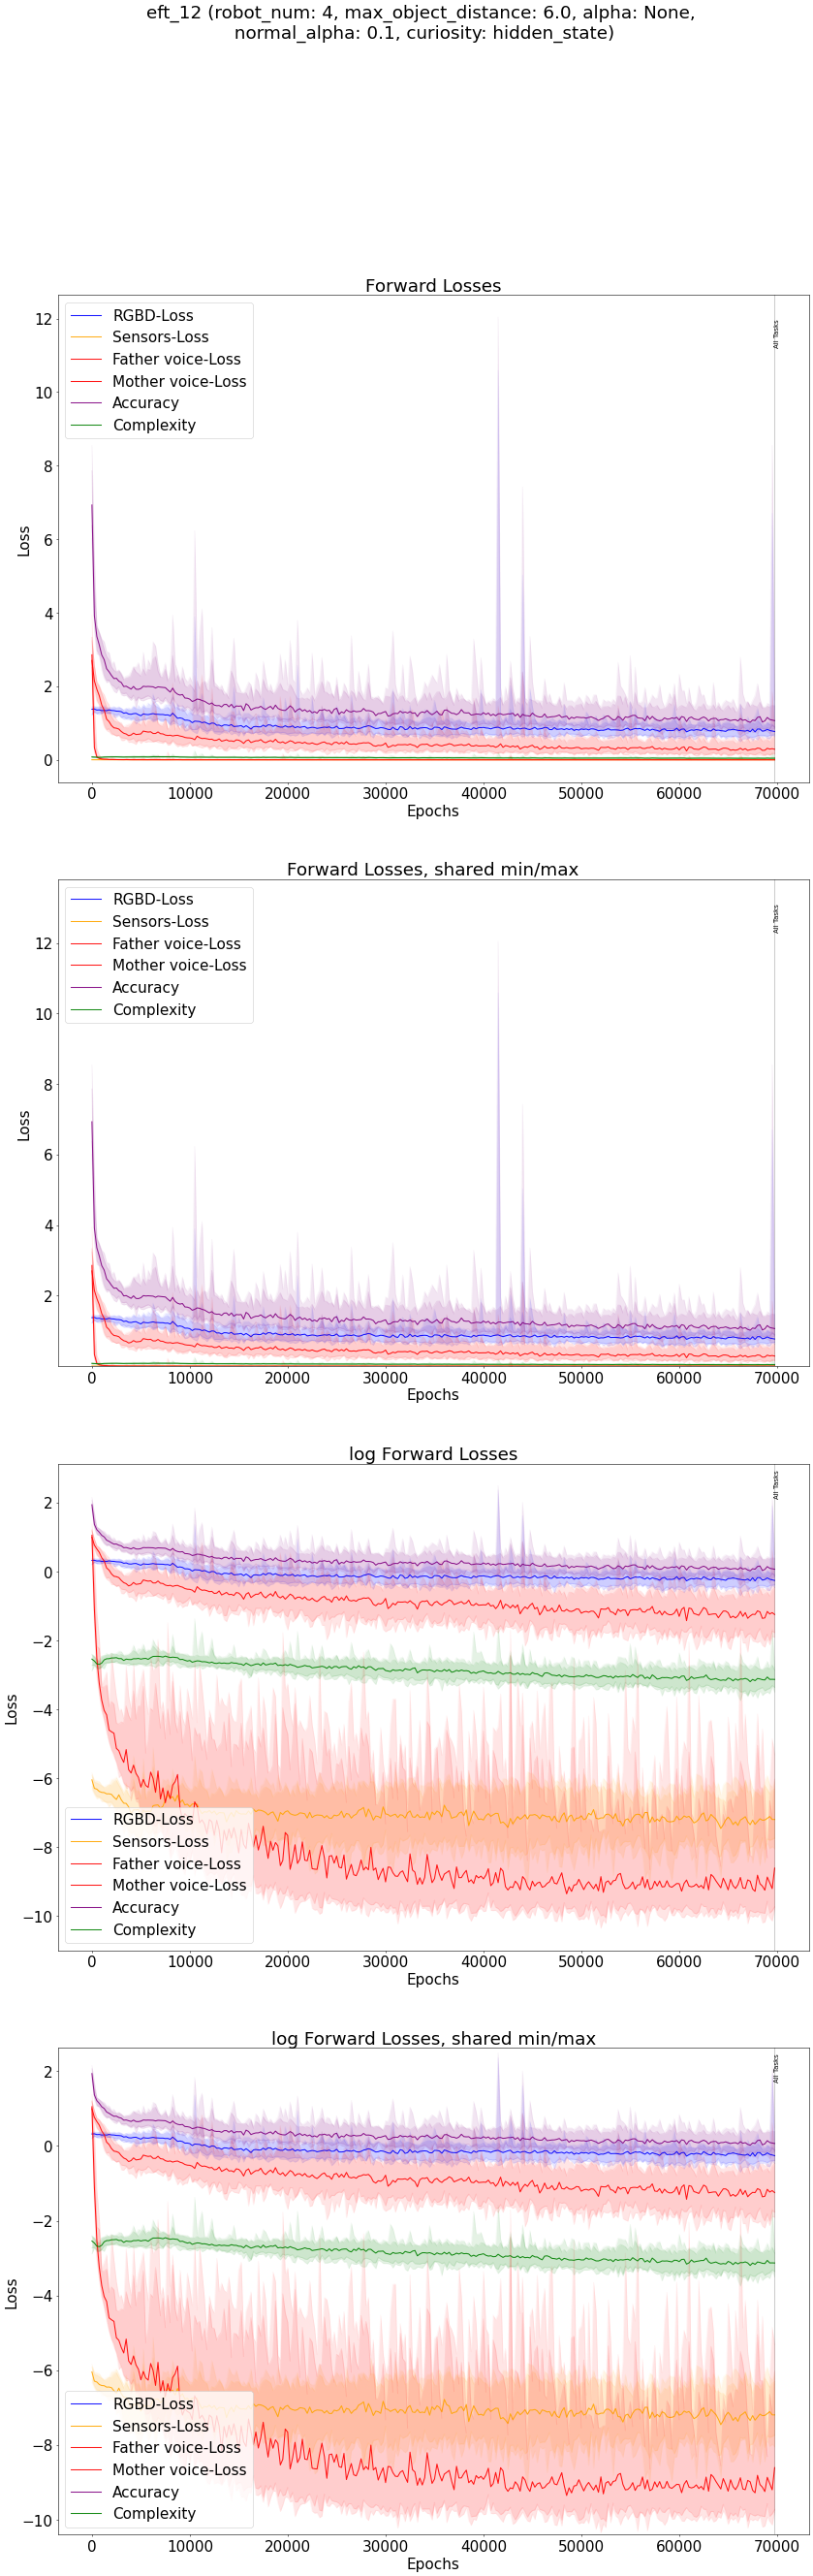 eft_12 (robot_num: 4, max_object_distance: 6.0, alpha: None,
normal_alpha: 0.1, curiosity: hidden_state)
Forward Losses
RGBD-Loss
Sensors-Loss
Father voice-Loss
Mother voice-Loss
Accuracy
Complexity
All Tasks
12
10
8
6
4
2
0
Loss
0 10000 20000 30000 40000 50000 60000 70000
Epochs
Forward Losses, shared min/max
RGBD-Loss
Sensors-Loss
Father voice-Loss
Mother voice-Loss
Accuracy
Complexity
All Tasks
12
10
8
6
4
2
Loss
0 10000 20000 30000 40000 50000 60000 70000
Epochs
log Forward Losses
All Tasks
2
0
−2
−4
−6
−8
−10
Loss
RGBD-Loss
Sensors-Loss
Father voice-Loss
Mother voice-Loss
Accuracy
Complexity
0 10000 20000 30000 40000 50000 60000 70000
Epochs
log Forward Losses, shared min/max
All Tasks
2
0
−2
−4
−6
−8
−10
Loss
RGBD-Loss
Sensors-Loss
Father voice-Loss
Mother voice-Loss
Accuracy
Complexity
0 10000 20000 30000 40000 50000 60000 70000
Epochs